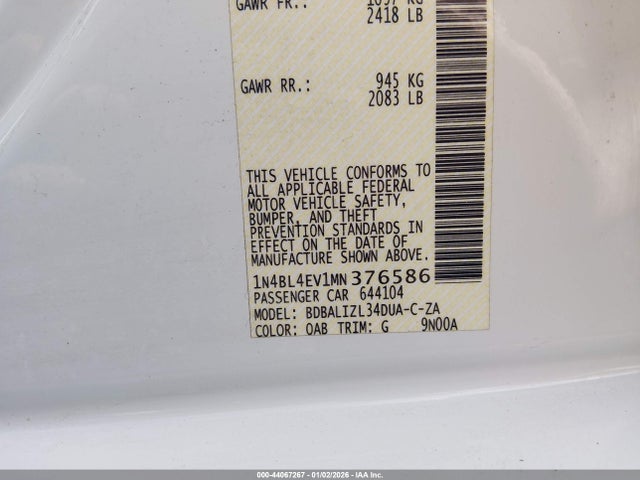 GAWR FR.: 1097 KG
2418 LB
GAWR RR.: 945 KG
2083 LB
THIS VEHICLE CONFORMS TO
ALL APPLICABLE FEDERAL
MOTOR VEHICLE SAFETY,
BUMPER, AND THEFT
PREVENTION STANDARDS IN
EFFECT ON THE DATE OF
MANUFACTURE SHOWN ABOVE.
1N4BL4EV1MN376586
PASSENGER CAR 644104
MODEL: BDBALIZL34DUA-C-ZA
COLOR: QAB TRIM: G 9N00A
000-44067267 - 01/02/2026 - IAA Inc.